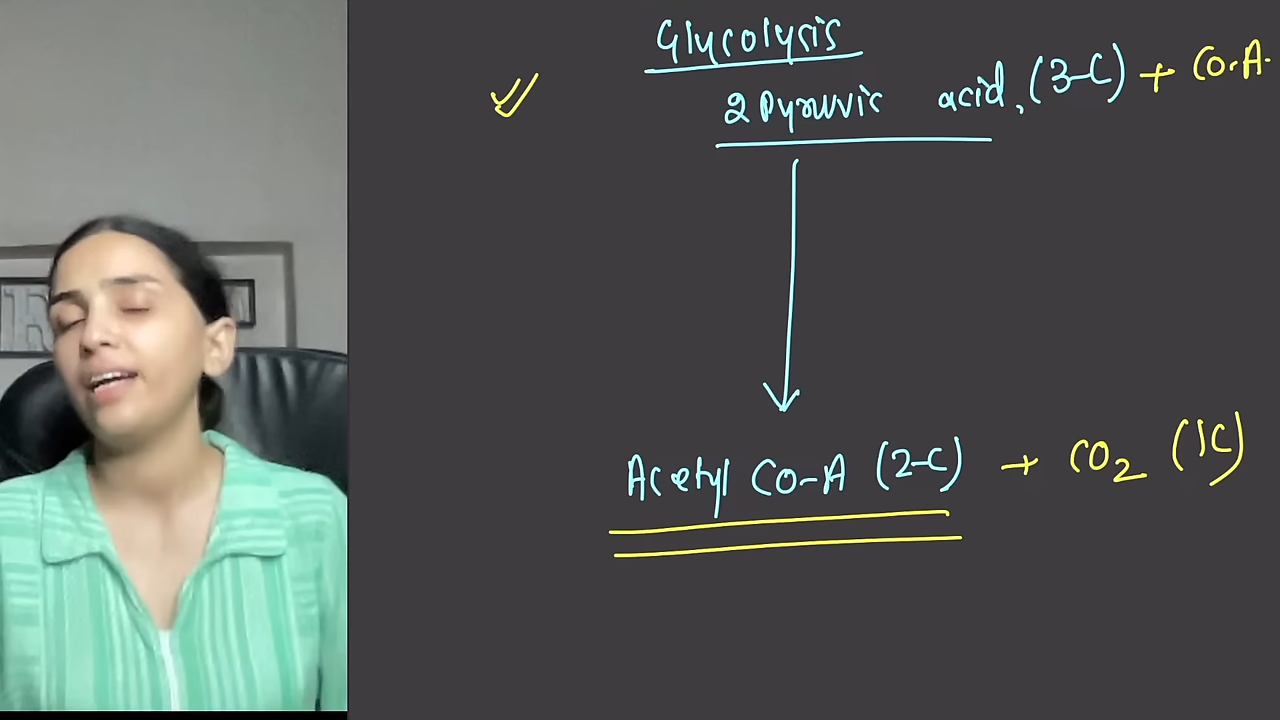 Glycolysis
2 Pyruvic acid, (3-C) + Co-A.
Acetyl CO-A (2-C) + CO2 (1C)